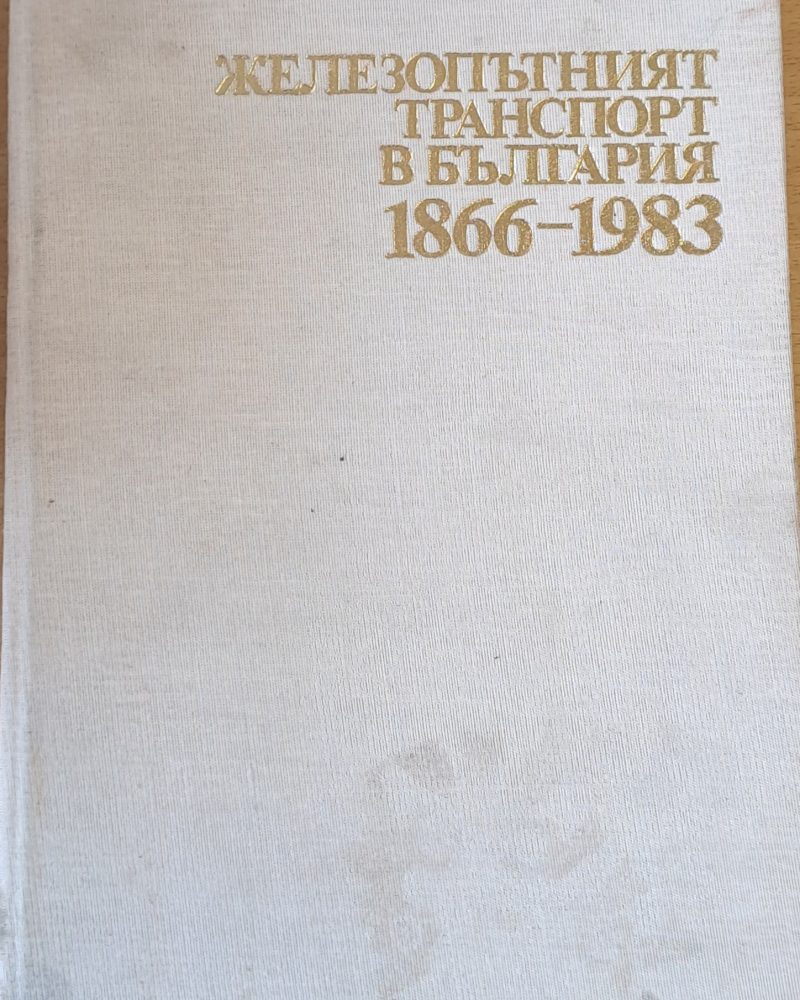 ЖЕЛЕЗОПЪТНИЯТ
ТРАНСПОРТ
В БЪЛГАРИЯ
1866–1983